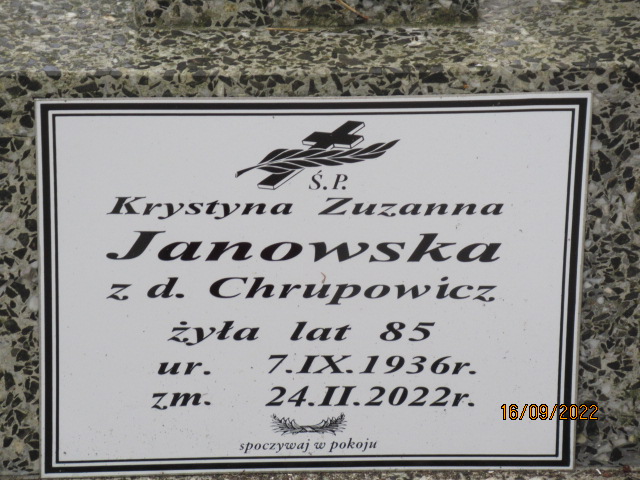 Ś.P.
Krystyna Zuzanna
Janowska
z d. Chrupowicz
żyła lat 85
ur. 7.IX.1936r.
zm. 24.II.2022r.
spoczywaj w pokoju
16/09/2022